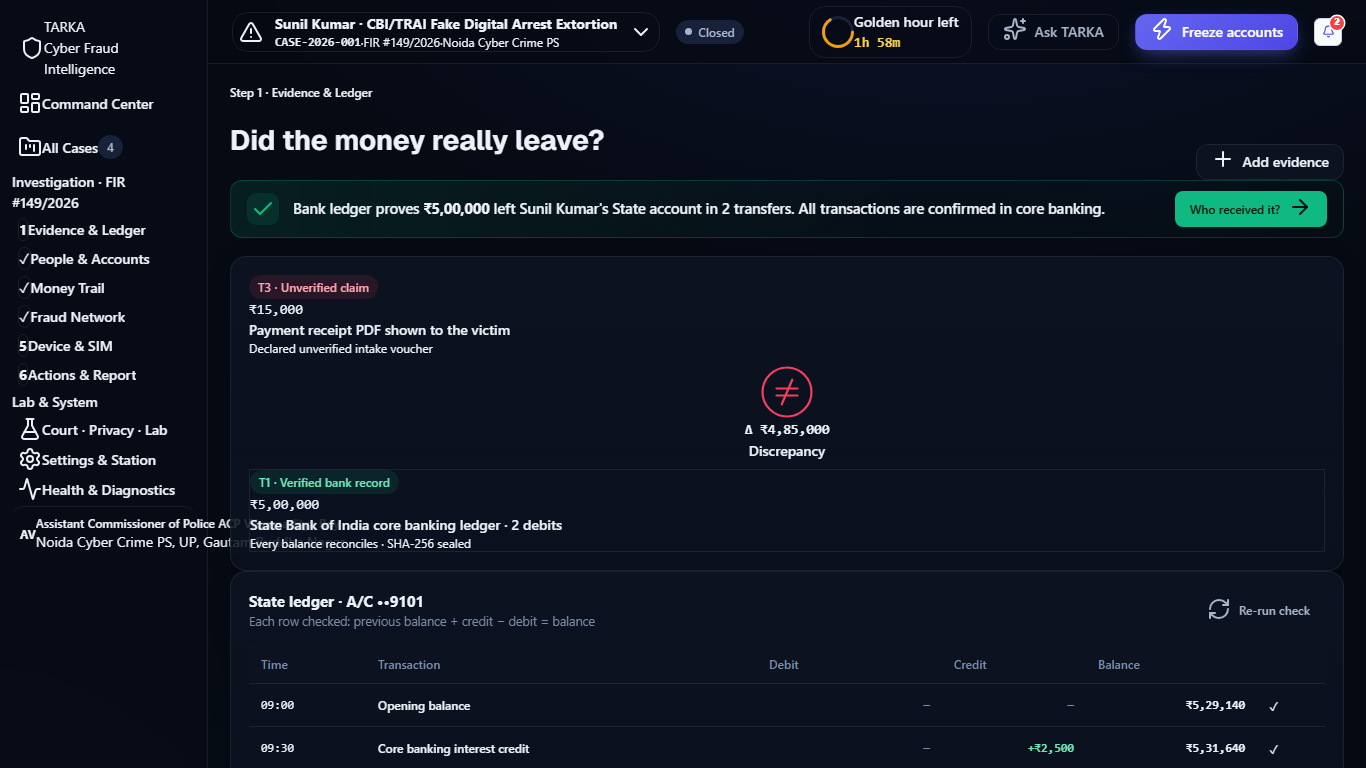 TARKA
Cyber Fraud
Intelligence
Command Center
All Cases 4
Investigation · FIR
#149/2026
1 Evidence & Ledger
✓ People & Accounts
✓ Money Trail
✓ Fraud Network
5 Device & SIM
6 Actions & Report
Lab & System
Court · Privacy · Lab
Settings & Station
Health & Diagnostics
AV
Assistant Commissioner of Police ACP
Noida Cyber Crime PS, UP, Gautam
Sunil Kumar · CBI/TRAI Fake Digital Arrest Extortion
CASE-2026-001·FIR #149/2026·Noida Cyber Crime PS
Closed
Golden hour left
1h 58m
Ask TARKA
Freeze accounts
2
Step 1 · Evidence & Ledger
Did the money really leave?
Add evidence
Bank ledger proves ₹5,00,000 left Sunil Kumar's State account in 2 transfers. All transactions are confirmed in core banking.
Who received it?
T3 · Unverified claim
₹15,000
Payment receipt PDF shown to the victim
Declared unverified intake voucher
≠
Δ ₹4,85,000
Discrepancy
T1 · Verified bank record
₹5,00,000
State Bank of India core banking ledger · 2 debits
Every balance reconciles · SHA-256 sealed
State ledger · A/C ••9101
Each row checked: previous balance + credit − debit = balance
Re-run check
Time Transaction Debit Credit Balance
09:00 Opening balance — — ₹5,29,140 ✓
09:30 Core banking interest credit — +₹2,500 ₹5,31,640 ✓